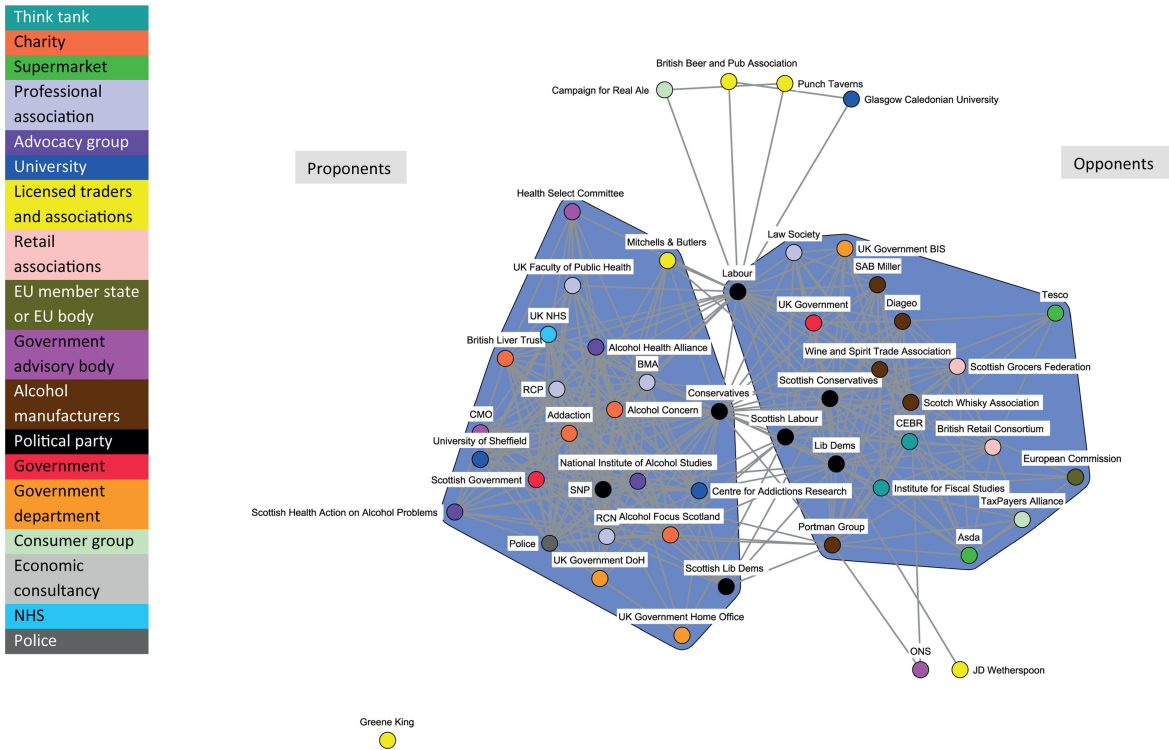 Think tank
Charity
Supermarket
Professional
association
Advocacy group
University
Licensed traders
and associations
Retail
associations
EU member state
or EU body
Government
advisory body
Alcohol
manufacturers
Political party
Government
Government
department
Consumer group
Economic
consultancy
NHS
Police
Proponents
Opponents
British Beer and Pub Association
Campaign for Real Ale
Punch Taverns
Glasgow Caledonian University
Health Select Committee
Mitchells & Butlers
Law Society
UK Government BIS
UK Faculty of Public Health
Labour
SAB Miller
UK Government
Diageo
Tesco
UK NHS
British Liver Trust
Alcohol Health Alliance
Wine and Spirit Trade Association
BMA
Scottish Grocers Federation
RCP
Scottish Conservatives
Conservatives
Alcohol Concern
Scotch Whisky Association
CMO
Addaction
Scottish Labour
CEBR
British Retail Consortium
University of Sheffield
Lib Dems
National Institute of Alcohol Studies
European Commission
Scottish Government
SNP
Centre for Addictions Research
Institute for Fiscal Studies
TaxPayers Alliance
Scottish Health Action on Alcohol Problems
RCN
Alcohol Focus Scotland
Portman Group
Police
Asda
UK Government DoH
Scottish Lib Dems
UK Government Home Office
ONS
JD Wetherspoon
Greene King